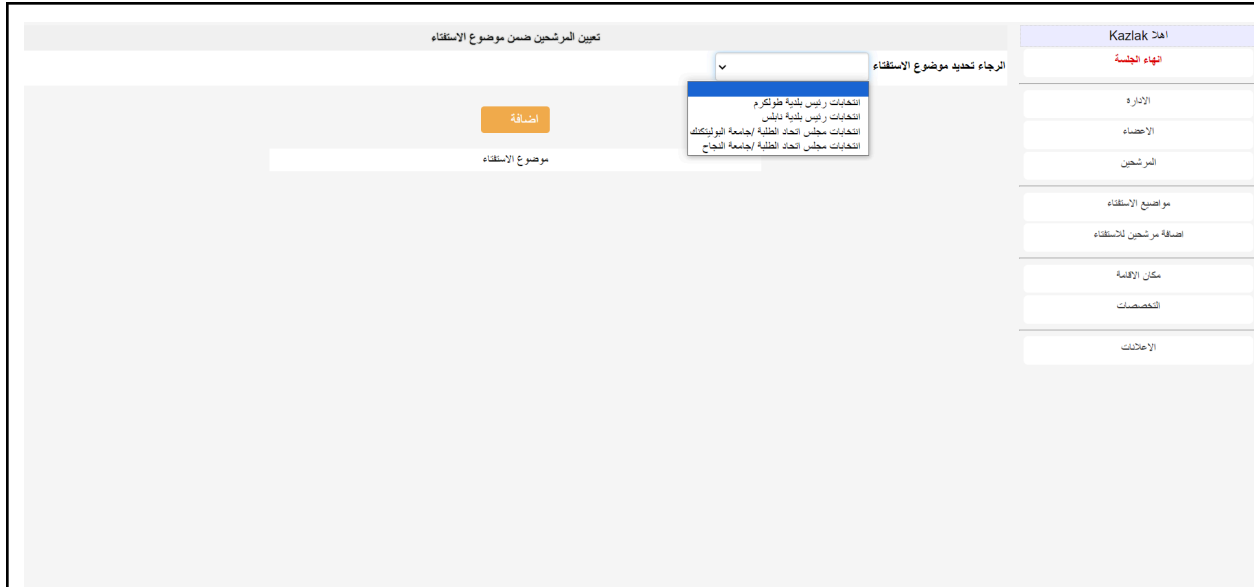 اهلا Kazlak
انهاء الجلسة
الاداره
الاعضاء
المرشحين
مواضيع الاستفتاء
اضافة مرشحين للاستفتاء
مكان الاقامة
التخصصات
الاعلانات
تعيين المرشحين ضمن موضوع الاستفتاء
الرجاء تحديد موضوع الاستفتاء
انتخابات رئيس بلدية طولكرم
انتخابات رئيس بلدية نابلس
انتخابات مجلس اتحاد الطلبة /جامعة البوليتكنك
انتخابات مجلس اتحاد الطلبة /جامعة النجاح
اضافة
موضوع الاستفتاء